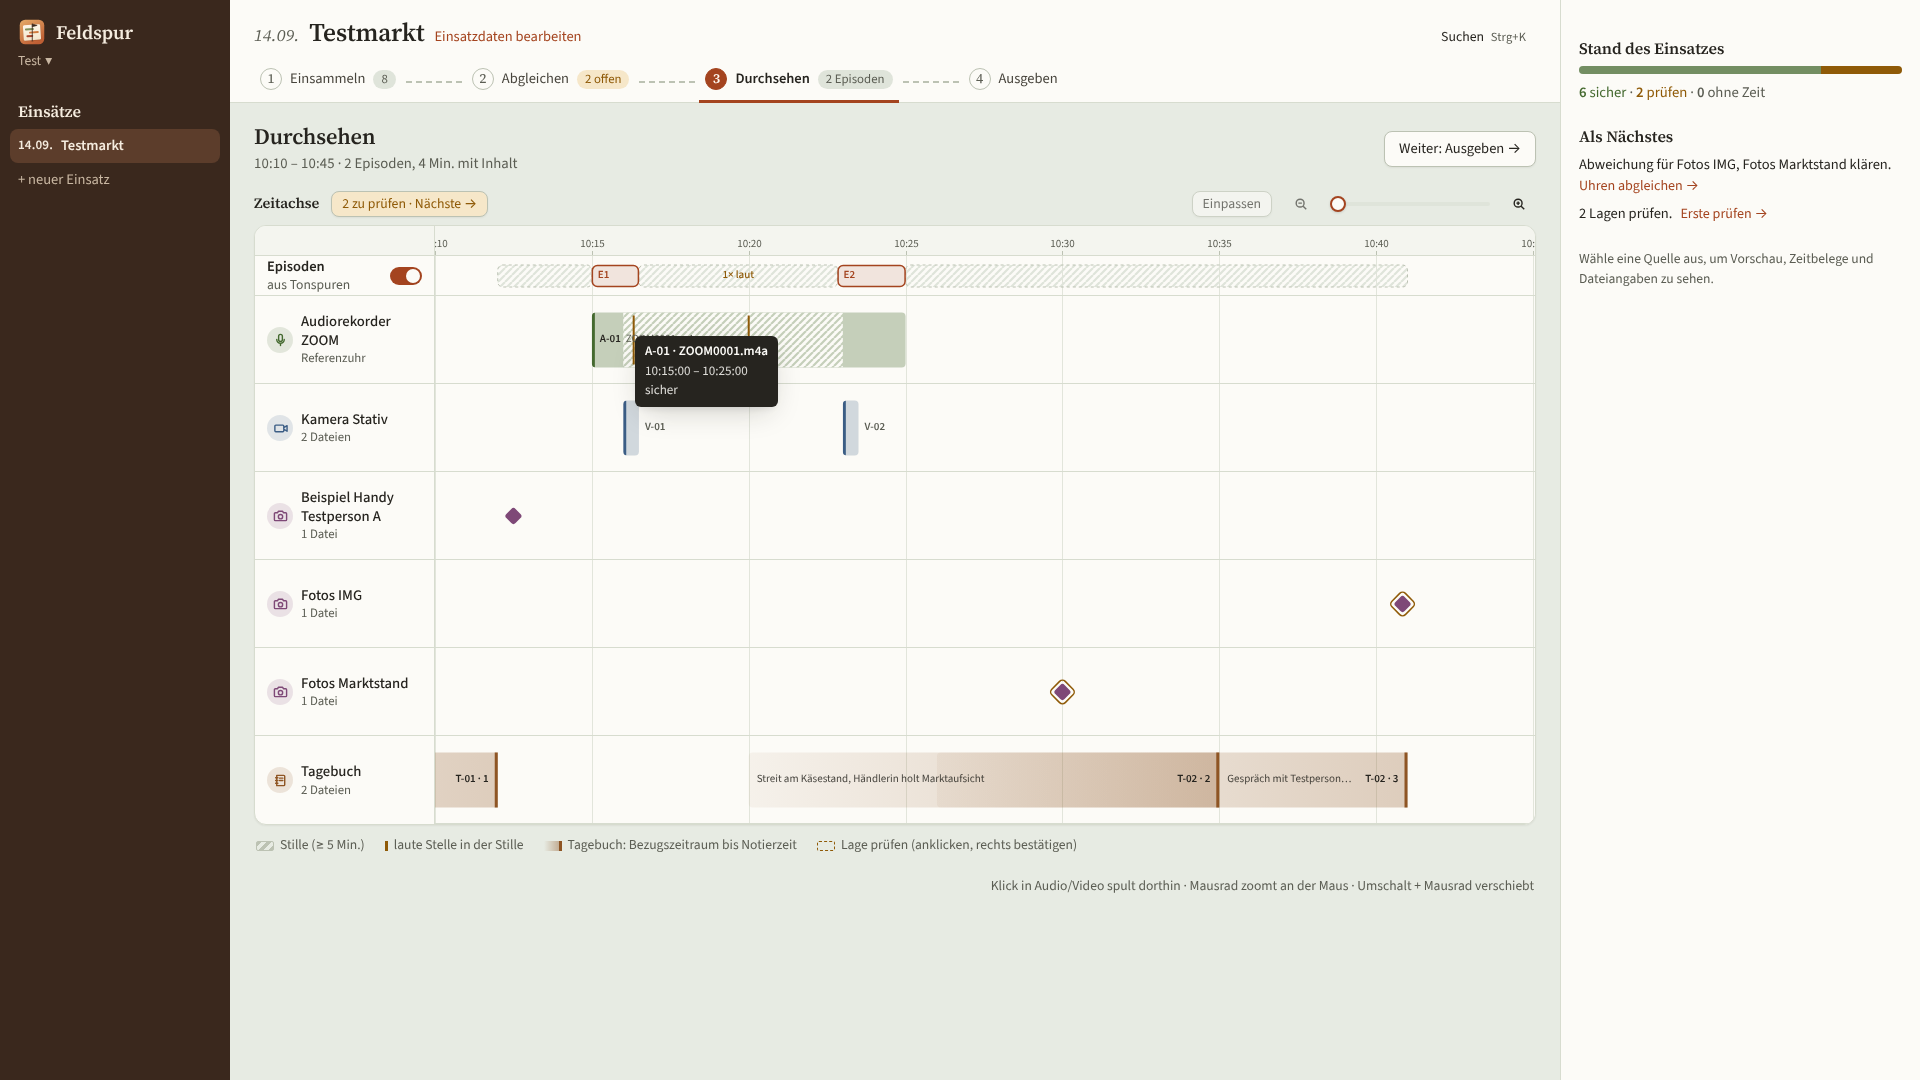 Feldspur
Test ▾
Einsätze
14.09. Testmarkt
+ neuer Einsatz
14.09. Testmarkt Einsatzdaten bearbeiten
Suchen Strg+K
1 Einsammeln 8
2 Abgleichen 2 offen
3 Durchsehen 2 Episoden
4 Ausgeben
Durchsehen
10:10 – 10:45 · 2 Episoden, 4 Min. mit Inhalt
Weiter: Ausgeben →
Zeitachse
2 zu prüfen · Nächste →
Einpassen
:10 10:15 10:20 10:25 10:30 10:35 10:40 10:
Episoden
aus Tonspuren
E1 1× laut E2
Audiorekorder
ZOOM
Referenzuhr
A-01
A-01 · ZOOM0001.m4a
10:15:00 – 10:25:00
sicher
Kamera Stativ
2 Dateien
V-01 V-02
Beispiel Handy
Testperson A
1 Datei
Fotos IMG
1 Datei
Fotos Marktstand
1 Datei
Tagebuch
2 Dateien
T-01 · 1
Streit am Käsestand, Händlerin holt Marktaufsicht T-02 · 2
Gespräch mit Testperson… T-02 · 3
Stille (≥ 5 Min.) laute Stelle in der Stille Tagebuch: Bezugszeitraum bis Notierzeit Lage prüfen (anklicken, rechts bestätigen)
Klick in Audio/Video spult dorthin · Mausrad zoomt an der Maus · Umschalt + Mausrad verschiebt
Stand des Einsatzes
6 sicher · 2 prüfen · 0 ohne Zeit
Als Nächstes
Abweichung für Fotos IMG, Fotos Marktstand klären.
Uhren abgleichen →
2 Lagen prüfen. Erste prüfen →
Wähle eine Quelle aus, um Vorschau, Zeitbelege und
Dateiangaben zu sehen.